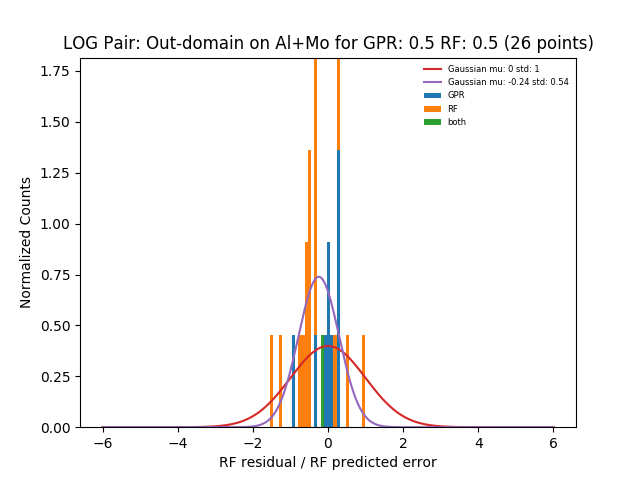 LOG Pair: Out-domain on Al+Mo for GPR: 0.5 RF: 0.5 (26 points)
Gaussian mu: 0 std: 1
Gaussian mu: -0.24 std: 0.54
GPR
RF
both
1.75
1.50
1.25
1.00
0.75
0.50
0.25
0.00
Normalized Counts
−6 −4 −2 0 2 4 6
RF residual / RF predicted error